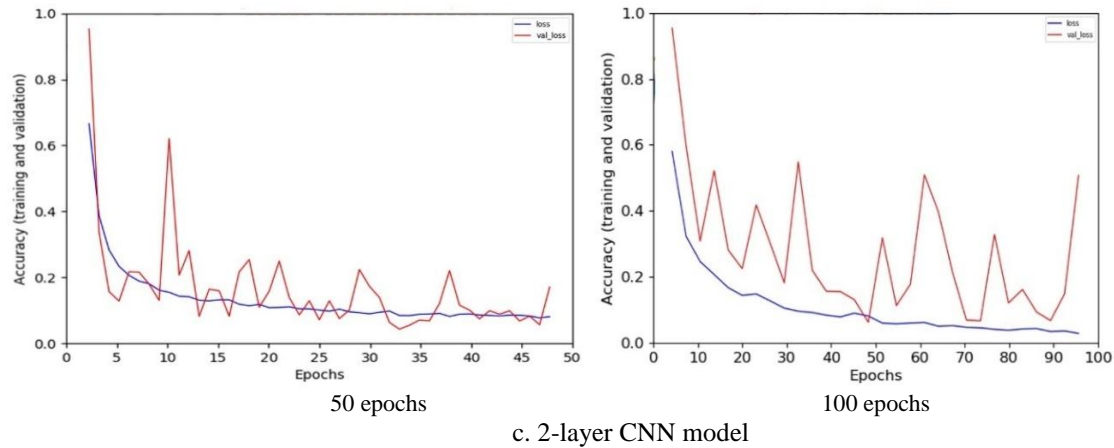 1.0
0.8
0.6
0.4
0.2
0.0
Accuracy (training and validation)
loss
val_loss
0 5 10 15 20 25 30 35 40 45 50
Epochs
50 epochs
1.0
0.8
0.6
0.4
0.2
0.0
Accuracy (training and validation)
loss
val_loss
0 10 20 30 40 50 60 70 80 90 100
Epochs
100 epochs
c. 2-layer CNN model